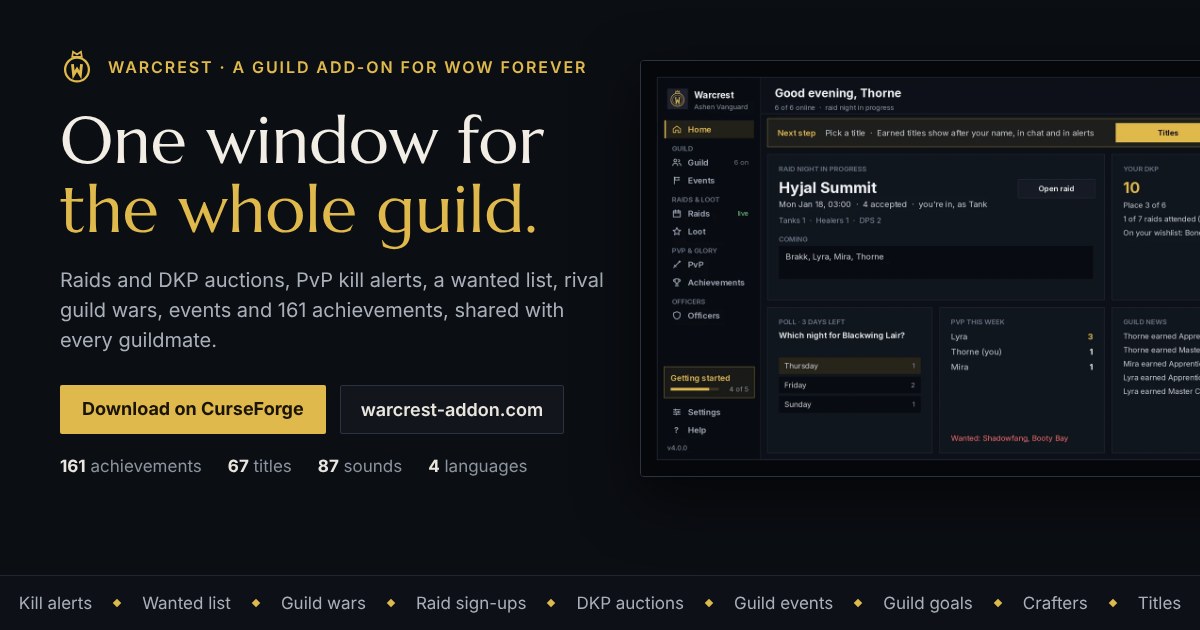 WARCREST · A GUILD ADD-ON FOR WOW FOREVER
One window for
the whole guild.
Raids and DKP auctions, PvP kill alerts, a wanted list, rival
guild wars, events and 161 achievements, shared with
every guildmate.
Download on CurseForge
warcrest-addon.com
161 achievements 67 titles 87 sounds 4 languages
Warcrest
Ashen Vanguard
Home
GUILD
Guild 6 on
Events
RAIDS & LOOT
Raids live
Loot
PVP & GLORY
PvP
Achievements
OFFICERS
Officers
Getting started
4 of 5
Settings
? Help
v4.0.0
Good evening, Thorne
6 of 6 online · raid night in progress
Next step Pick a title · Earned titles show after your name, in chat and in alerts
Titles
RAID NIGHT IN PROGRESS
Hyjal Summit
Open raid
Mon Jan 18, 03:00 · 4 accepted · you're in, as Tank
Tanks 1 · Healers 1 · DPS 2
COMING
Brakk, Lyra, Mira, Thorne
YOUR DKP
10
Place 3 of 6
1 of 7 raids attended
On your wishlist:
POLL · 3 DAYS LEFT
Which night for Blackwing Lair?
Thursday 1
Friday 2
Sunday 1
PVP THIS WEEK
Lyra 3
Thorne (you) 1
Mira 1
Wanted: Shadowfang, Booty Bay
GUILD NEWS
Thorne earned Appre
Thorne earned Maste
Mira earned Apprenti
Lyra earned Apprenti
Lyra earned Master C
Kill alerts ◆ Wanted list ◆ Guild wars ◆ Raid sign-ups ◆ DKP auctions ◆ Guild events ◆ Guild goals ◆ Crafters ◆ Titles